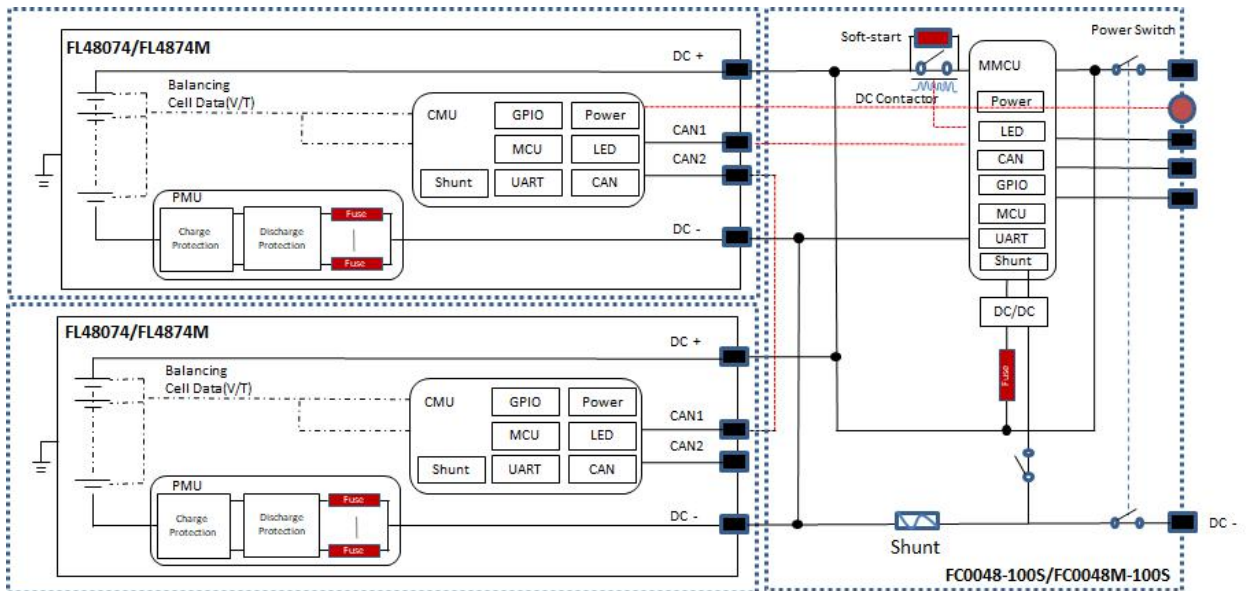 FL48074/FL4874M
DC +
Balancing
Cell Data(V/T)
CMU
GPIO
Power
MCU
LED
Shunt
UART
CAN
CAN1
CAN2
PMU
Charge
Protection
Discharge
Protection
Fuse
Fuse
DC -
FL48074/FL4874M
DC +
Balancing
Cell Data(V/T)
CMU
GPIO
Power
MCU
LED
Shunt
UART
CAN
CAN1
CAN2
PMU
Charge
Protection
Discharge
Protection
Fuse
Fuse
DC -
Soft-start
DC Contactor
Power Switch
MMCU
Power
LED
CAN
GPIO
MCU
UART
Shunt
DC/DC
Fuse
Shunt
DC -
FC0048-100S/FC0048M-100S